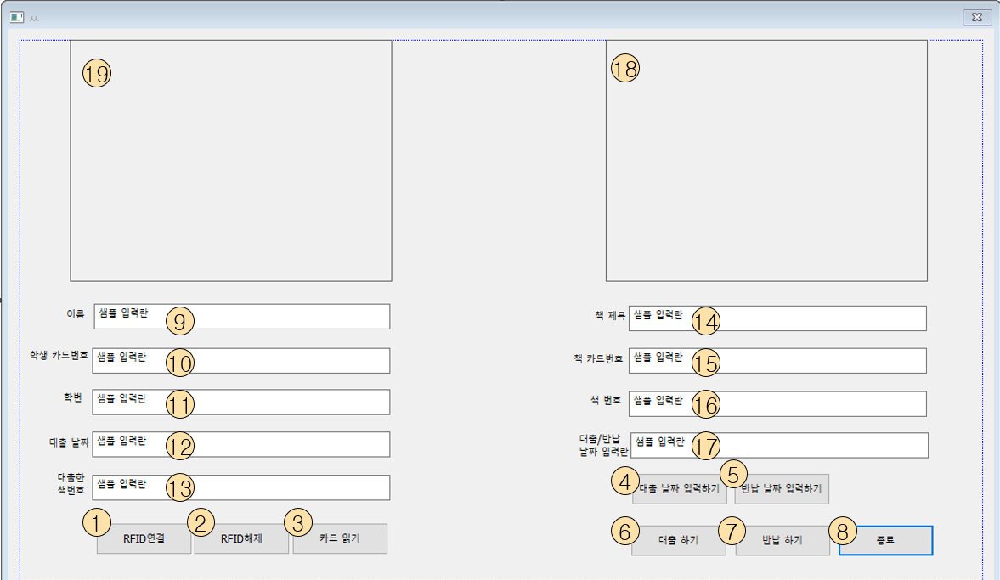 ㅆ
19
18
이름
샘플 입력란
9
책 제목
샘플 입력란
14
학생 카드번호
샘플 입력란
10
책 카드번호
샘플 입력란
15
학번
샘플 입력란
11
책 번호
샘플 입력란
16
대출 날짜
샘플 입력란
12
대출/반납
날짜 입력란
샘플 입력란
17
대출한
책번호
샘플 입력란
13
4
대출 날짜 입력하기
5
반납 날짜 입력하기
1
RFID연결
2
RFID해제
3
카드 읽기
6
대출 하기
7
반납 하기
8
종료